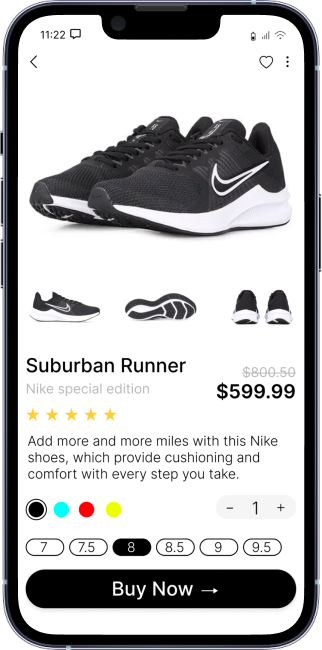 11:22
Suburban Runner
$800.50
Nike special edition
$599.99
Add more and more miles with this Nike
shoes, which provide cushioning and
comfort with every step you take.
− 1 +
7 7.5 8 8.5 9 9.5
Buy Now →